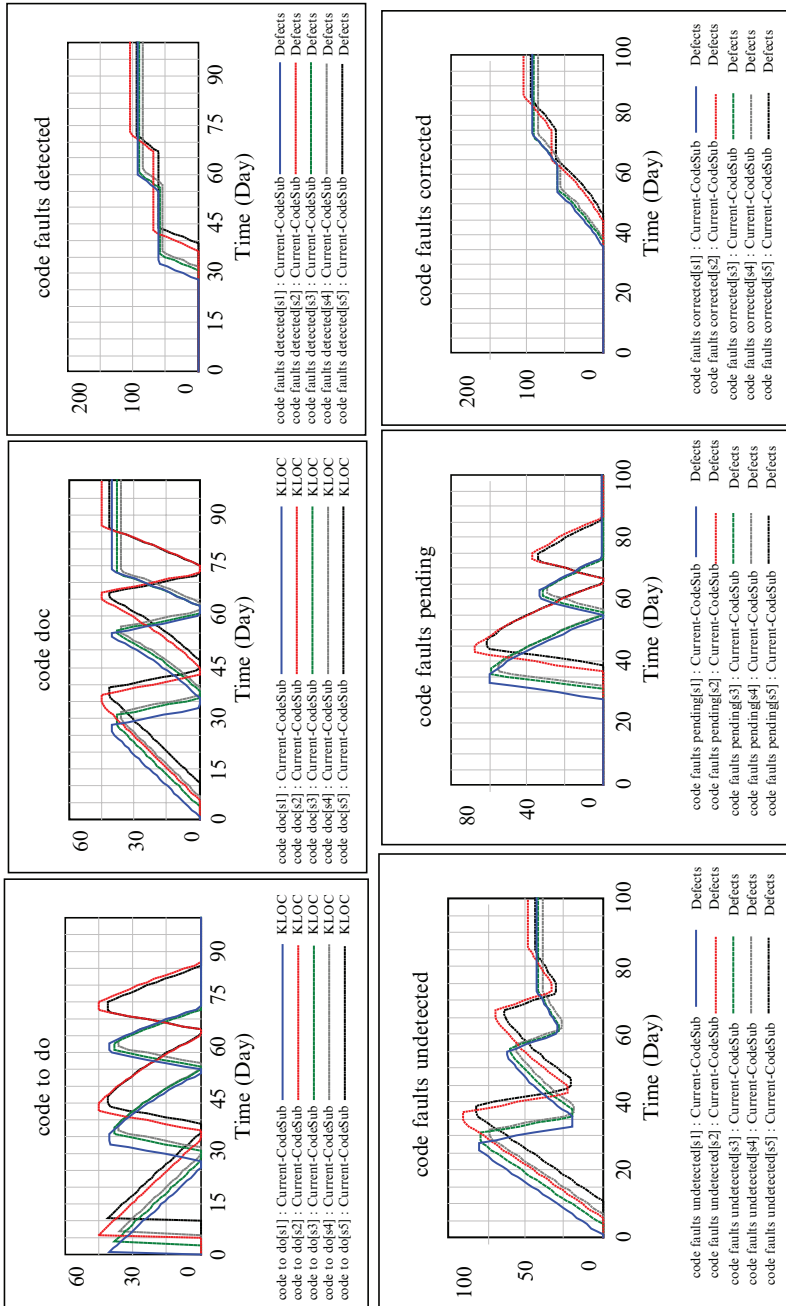 code to do
60
30
0
0
15
30
45
60
75
90
Time (Day)
code to do[s1] : Current-CodeSub KLOC
code to do[s2] : Current-CodeSub KLOC
code to do[s3] : Current-CodeSub KLOC
code to do[s4] : Current-CodeSub KLOC
code to do[s5] : Current-CodeSub KLOC
code doc
60
30
0
0
15
30
45
60
75
90
Time (Day)
code doc[s1] : Current-CodeSub KLOC
code doc[s2] : Current-CodeSub KLOC
code doc[s3] : Current-CodeSub KLOC
code doc[s4] : Current-CodeSub KLOC
code doc[s5] : Current-CodeSub KLOC
code faults detected
200
100
0
0
15
30
45
60
75
90
Time (Day)
code faults detected[s1] : Current-CodeSub Defects
code faults detected[s2] : Current-CodeSub Defects
code faults detected[s3] : Current-CodeSub Defects
code faults detected[s4] : Current-CodeSub Defects
code faults detected[s5] : Current-CodeSub Defects
code faults undetected
100
50
0
0
20
40
60
80
100
Time (Day)
code faults undetected[s1] : Current-CodeSub Defects
code faults undetected[s2] : Current-CodeSub Defects
code faults undetected[s3] : Current-CodeSub Defects
code faults undetected[s4] : Current-CodeSub Defects
code faults undetected[s5] : Current-CodeSub Defects
code faults pending
80
40
0
0
20
40
60
80
100
Time (Day)
code faults pending[s1] : Current-CodeSub Defects
code faults pending[s2] : Current-CodeSub Defects
code faults pending[s3] : Current-CodeSub Defects
code faults pending[s4] : Current-CodeSub Defects
code faults pending[s5] : Current-CodeSub Defects
code faults corrected
200
100
0
0
20
40
60
80
100
Time (Day)
code faults corrected[s1] : Current-CodeSub Defects
code faults corrected[s2] : Current-CodeSub Defects
code faults corrected[s3] : Current-CodeSub Defects
code faults corrected[s4] : Current-CodeSub Defects
code faults corrected[s5] : Current-CodeSub Defects